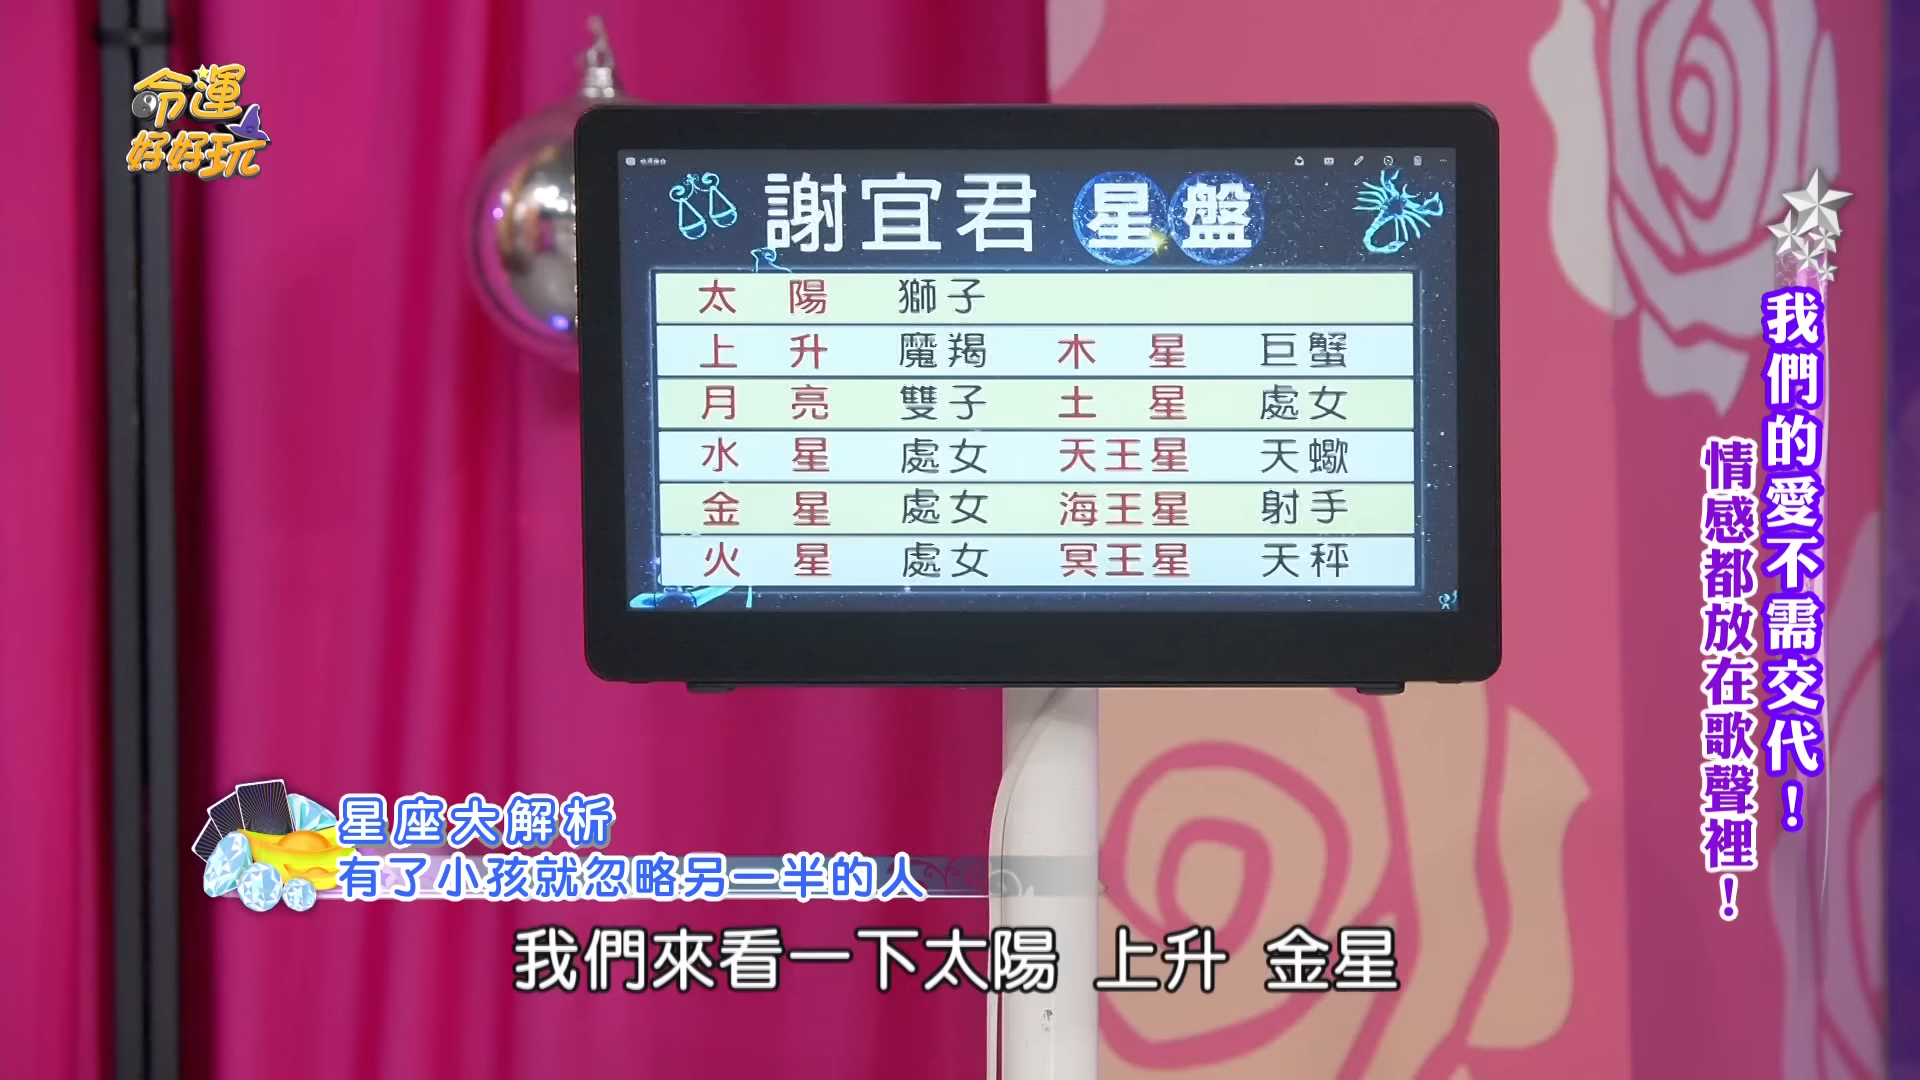 命運
好好玩
謝宜君 星盤
太陽 獅子
上升 魔羯 木星 巨蟹
月亮 雙子 土星 處女
水星 處女 天王星 天蠍
金星 處女 海王星 射手
火星 處女 冥王星 天秤
我們的愛不需交代！
情感都放在歌聲裡！
星座大解析
有了小孩就忽略另一半的人
我們來看一下太陽 上升 金星